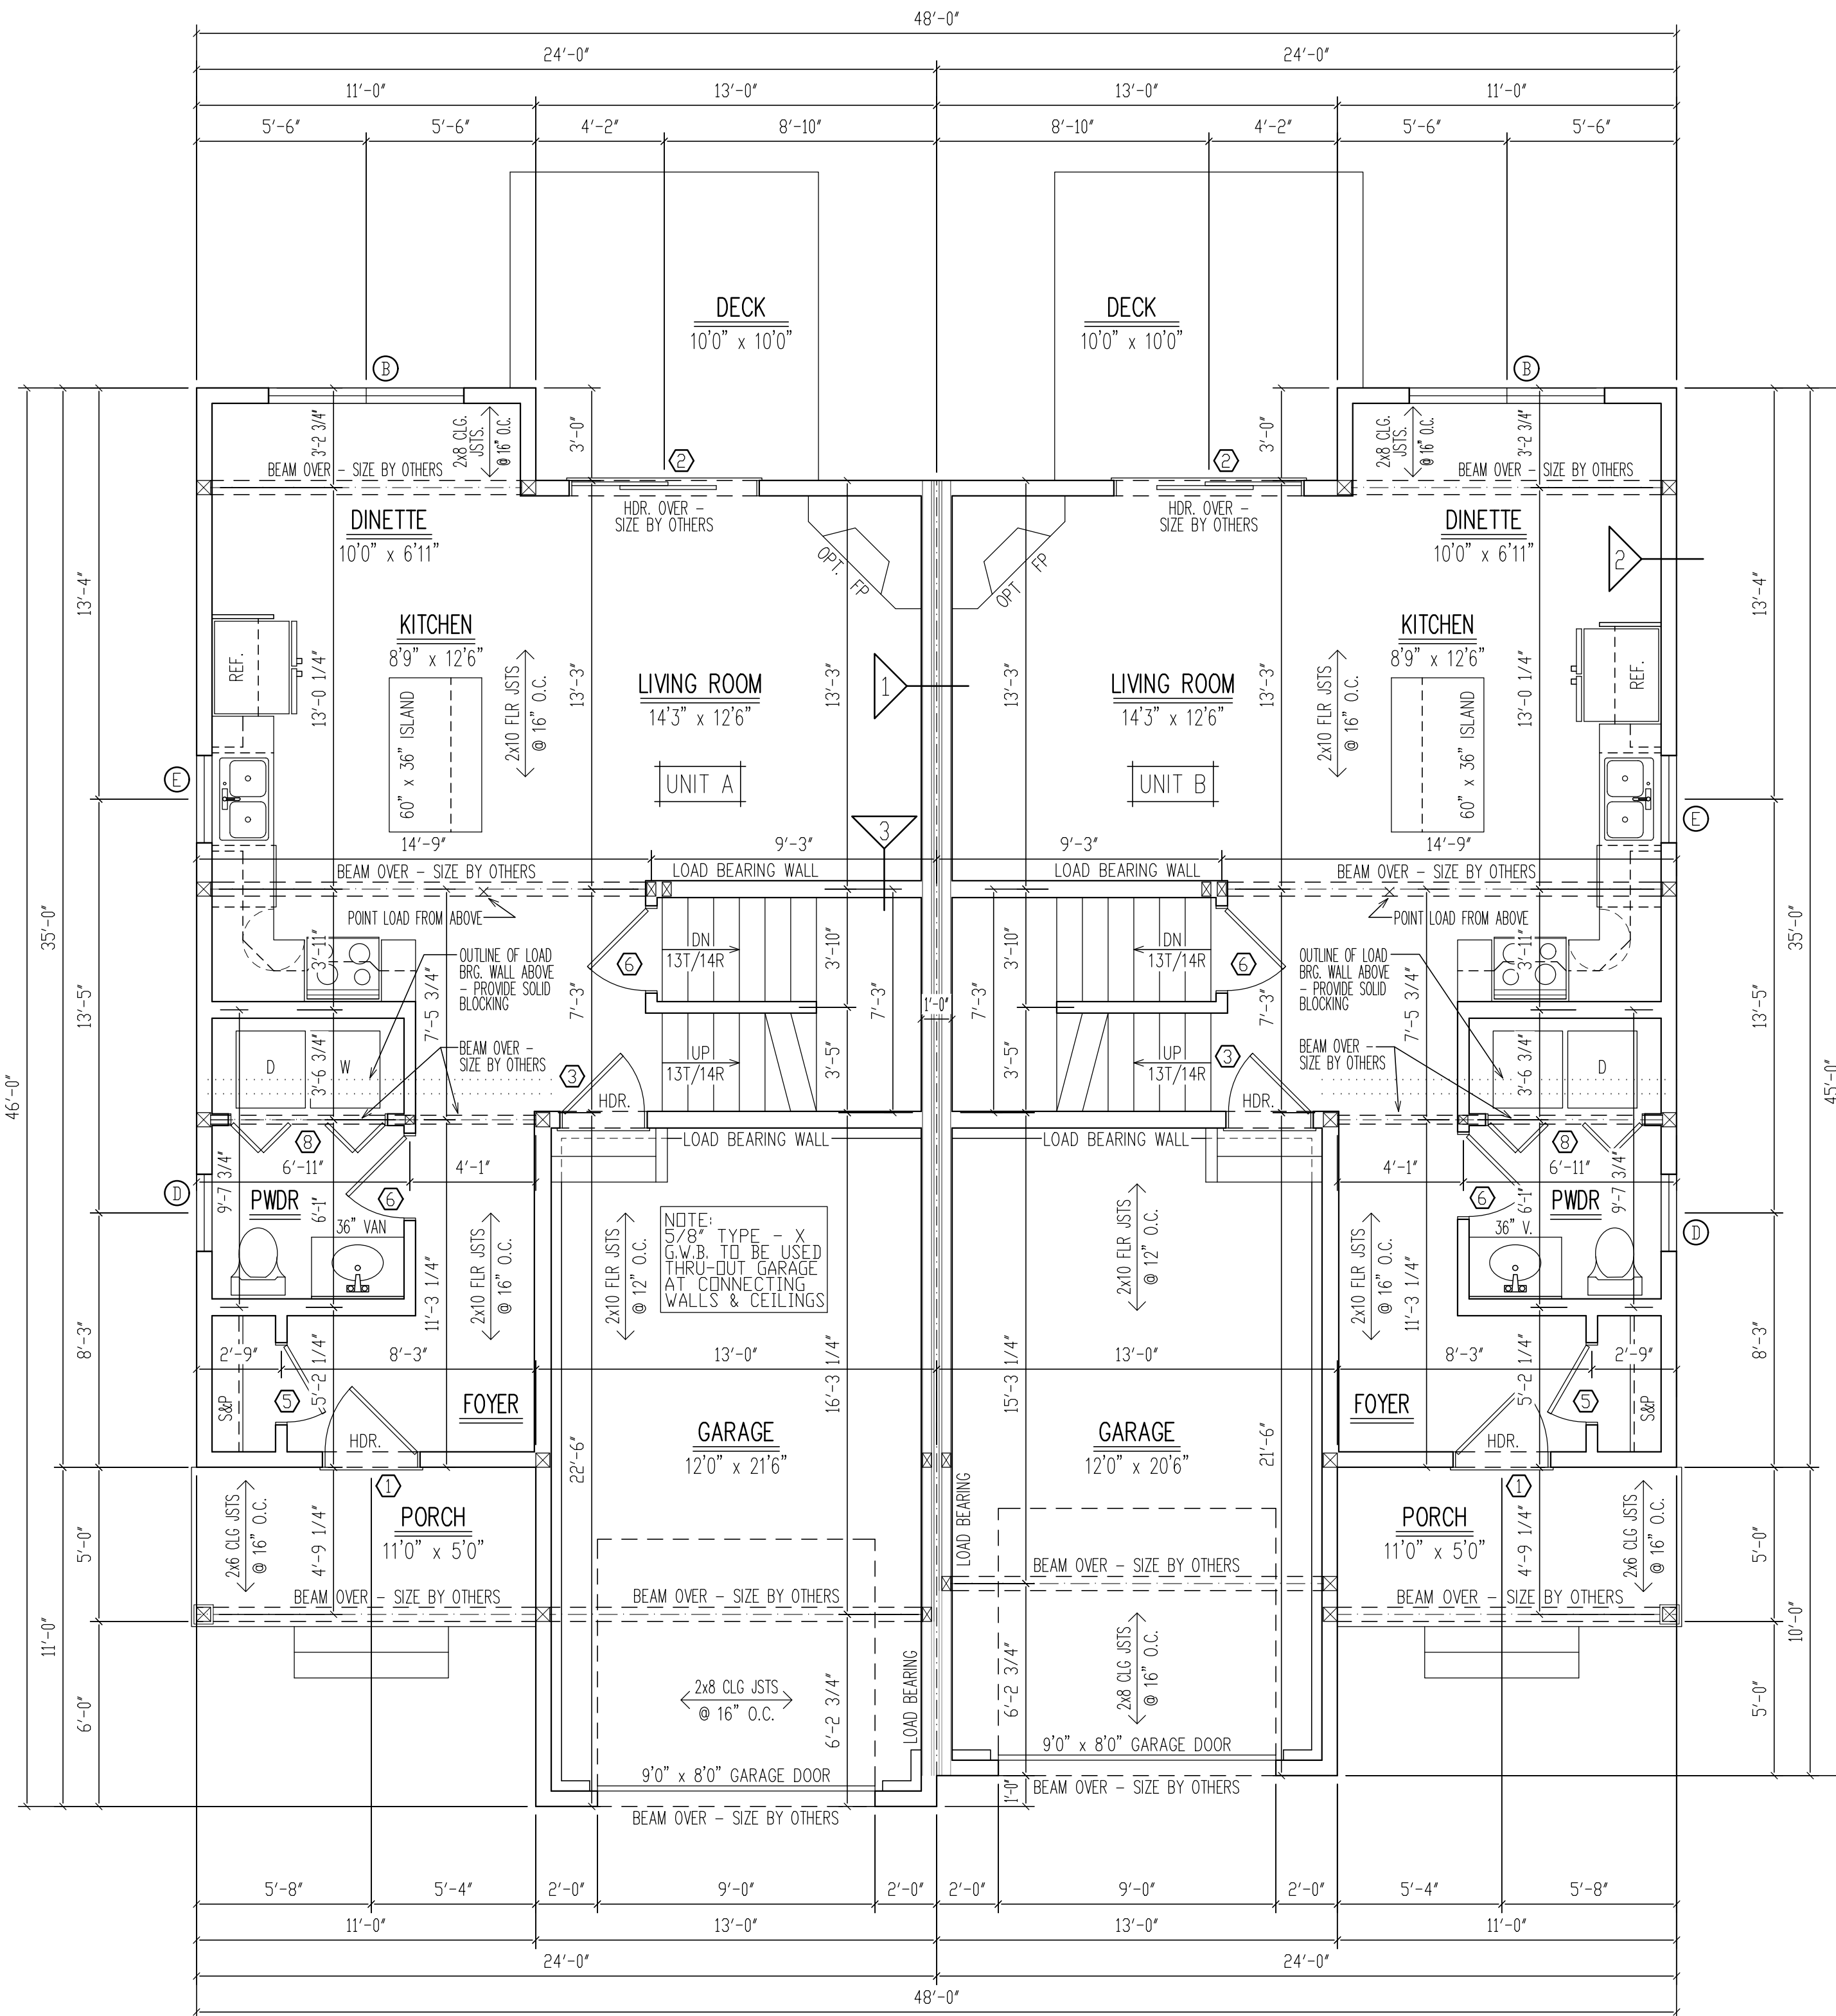 48'-0"
24'-0" 24'-0"
11'-0" 13'-0" 13'-0" 11'-0"
5'-6" 5'-6" 4'-2" 8'-10" 8'-10" 4'-2" 5'-6" 5'-6"
DECK
10'0" x 10'0"
DECK
10'0" x 10'0"
B
B
3'-2 3/4"
2x8 CLG.
JSTS.
@ 16" O.C.
3'-0"
3'-0"
2x8 CLG.
JSTS.
@ 16" O.C.
3'-2 3/4"
BEAM OVER – SIZE BY OTHERS
2
2
BEAM OVER – SIZE BY OTHERS
HDR. OVER –
SIZE BY OTHERS
HDR. OVER –
SIZE BY OTHERS
DINETTE
10'0" x 6'11"
DINETTE
10'0" x 6'11"
2
OPT. FP
OPT FP
13'-4"
13'-4"
KITCHEN
8'9" x 12'6"
KITCHEN
8'9" x 12'6"
REF.
REF.
13'-0 1/4"
60" x 36" ISLAND
2x10 FLR JSTS
@ 16" O.C.
13'-3"
LIVING ROOM
14'3" x 12'6"
13'-3"
1
13'-3"
LIVING ROOM
14'3" x 12'6"
13'-3"
2x10 FLR JSTS
@ 16" O.C.
60" x 36" ISLAND
13'-0 1/4"
UNIT A
UNIT B
E
E
3
14'-9" 9'-3" 9'-3" 14'-9"
BEAM OVER – SIZE BY OTHERS
LOAD BEARING WALL
LOAD BEARING WALL
BEAM OVER – SIZE BY OTHERS
POINT LOAD FROM ABOVE
POINT LOAD FROM ABOVE
35'-0"
35'-0"
3'-11"
OUTLINE OF LOAD
BRG. WALL ABOVE
– PROVIDE SOLID
BLOCKING
6
DN
13T/14R
3'-10"
3'-10"
DN
13T/14R
6
OUTLINE OF LOAD
BRG. WALL ABOVE
– PROVIDE SOLID
BLOCKING
3'-11"
13'-5"
7'-5 3/4"
7'-3"
7'-3"
1'-0"
7'-3"
7'-3"
7'-5 3/4"
13'-5"
D
W
3'-6 3/4"
BEAM OVER –
SIZE BY OTHERS
3
UP
13T/14R
3'-5"
3'-5"
UP
13T/14R
3
BEAM OVER –
SIZE BY OTHERS
3'-6 3/4"
D
46'-0"
45'-0"
HDR.
HDR.
LOAD BEARING WALL
LOAD BEARING WALL
8
6'-11"
4'-1"
4'-1"
8
6'-11"
D
9'-7 3/4"
PWDR
6'-1"
6
36" VAN
6
6'-1"
PWDR
36" V.
9'-7 3/4"
D
2x10 FLR JSTS
@ 16" O.C.
2x10 FLR JSTS
@ 12" O.C.
NOTE:
5/8" TYPE - X
G.W.B. TO BE USED
THRU-OUT GARAGE
AT CONNECTING
WALLS & CEILINGS
2x10 FLR JSTS
@ 12" O.C.
2x10 FLR JSTS
@ 16" O.C.
11'-3 1/4"
11'-3 1/4"
8'-3"
8'-3"
2'-9" 8'-3" 13'-0" 13'-0" 8'-3" 2'-9"
5'-2 1/4"
16'-3 1/4"
15'-3 1/4"
5'-2 1/4"
S&P
5
FOYER
FOYER
5
S&P
HDR.
HDR.
GARAGE
12'0" x 21'6"
GARAGE
12'0" x 20'6"
22'-6"
21'-6"
1
1
2x6 CLG JSTS
@ 16" O.C.
4'-9 1/4"
PORCH
11'0" x 5'0"
LOAD BEARING
PORCH
11'0" x 5'0"
4'-9 1/4"
2x6 CLG JSTS
@ 16" O.C.
5'-0"
5'-0"
BEAM OVER – SIZE BY OTHERS
BEAM OVER – SIZE BY OTHERS
BEAM OVER – SIZE BY OTHERS
BEAM OVER – SIZE BY OTHERS
11'-0"
10'-0"
6'-0"
5'-0"
2x8 CLG JSTS
@ 16" O.C.
6'-2 3/4"
LOAD BEARING
6'-2 3/4"
2x8 CLG JSTS
@ 16" O.C.
9'0" x 8'0" GARAGE DOOR
9'0" x 8'0" GARAGE DOOR
BEAM OVER – SIZE BY OTHERS
1'-0"
BEAM OVER – SIZE BY OTHERS
5'-8" 5'-4" 2'-0" 9'-0" 2'-0" 2'-0" 9'-0" 2'-0" 5'-4" 5'-8"
11'-0" 13'-0" 13'-0" 11'-0"
24'-0" 24'-0"
48'-0"